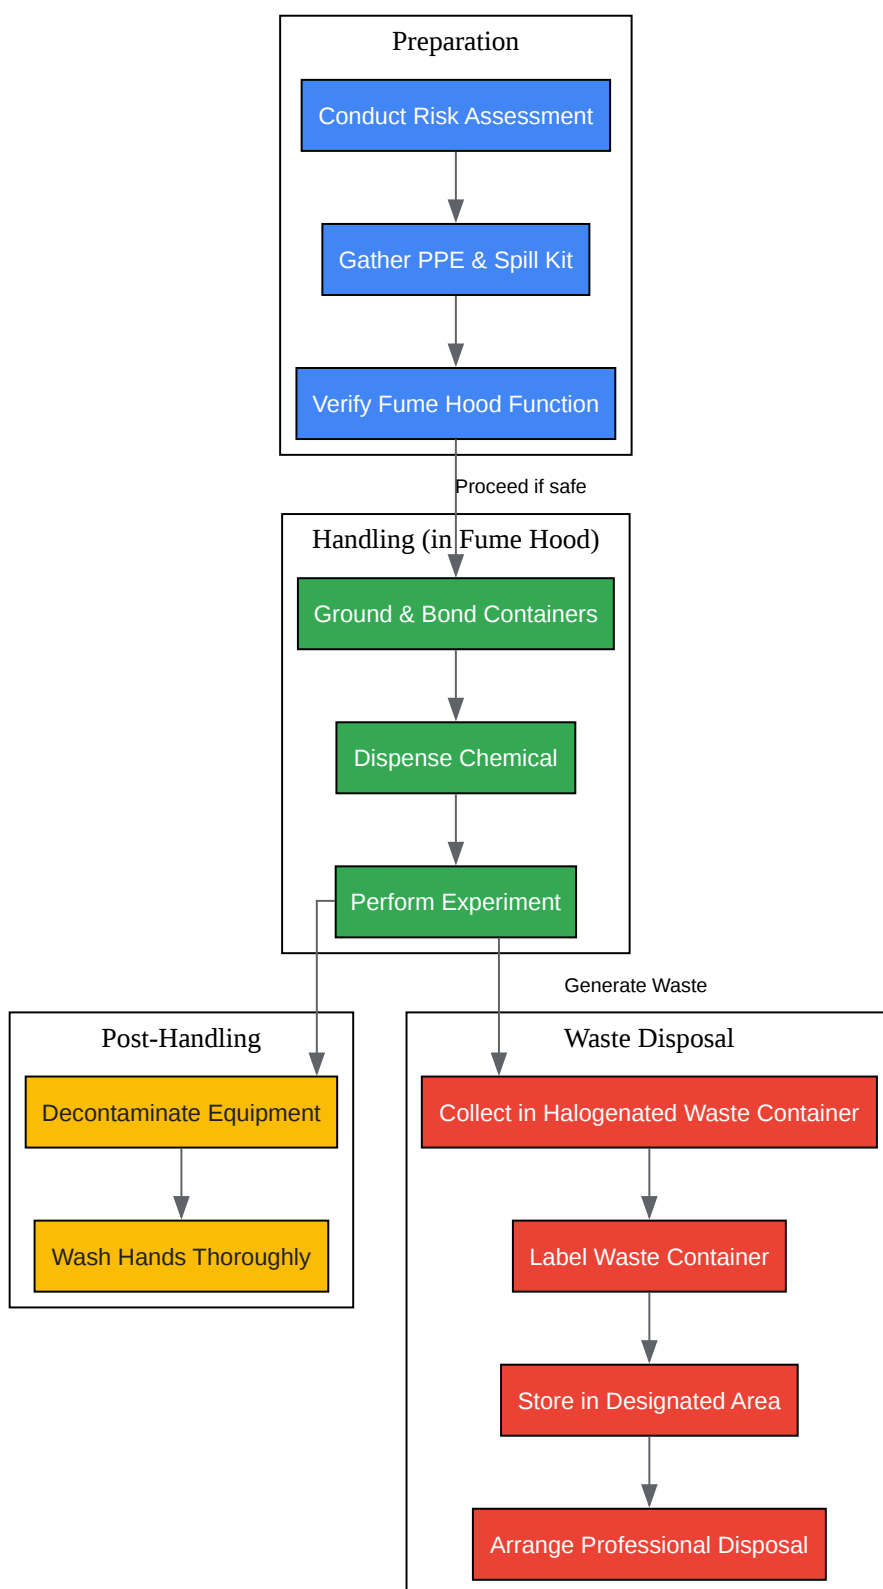 Preparation
Conduct Risk Assessment
Gather PPE & Spill Kit
Verify Fume Hood Function
Proceed if safe
Handling (in Fume Hood)
Ground & Bond Containers
Dispense Chemical
Perform Experiment
Generate Waste
Post-Handling
Decontaminate Equipment
Wash Hands Thoroughly
Waste Disposal
Collect in Halogenated Waste Container
Label Waste Container
Store in Designated Area
Arrange Professional Disposal